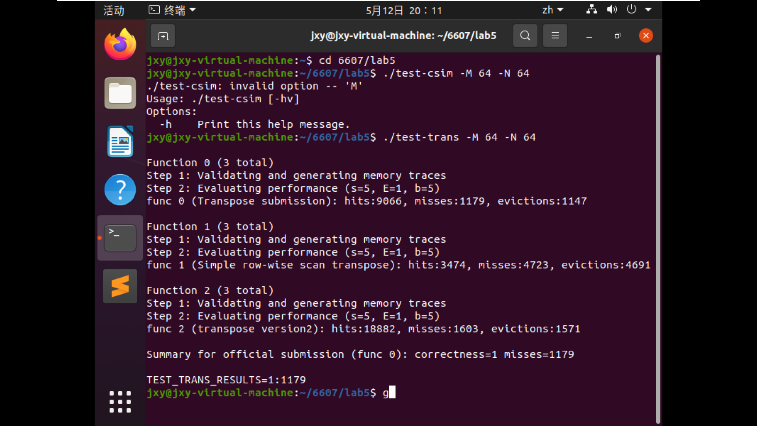 活动
终端
5月12日 20：11
zh
jxy@jxy-virtual-machine: ~/6607/lab5
jxy@jxy-virtual-machine:~$ cd 6607/lab5
jxy@jxy-virtual-machine:~/6607/lab5$ ./test-csim -M 64 -N 64
./test-csim: invalid option -- 'M'
Usage: ./test-csim [-hv]
Options:
  -h    Print this help message.
jxy@jxy-virtual-machine:~/6607/lab5$ ./test-trans -M 64 -N 64
Function 0 (3 total)
Step 1: Validating and generating memory traces
Step 2: Evaluating performance (s=5, E=1, b=5)
func 0 (Transpose submission): hits:9066, misses:1179, evictions:1147
Function 1 (3 total)
Step 1: Validating and generating memory traces
Step 2: Evaluating performance (s=5, E=1, b=5)
func 1 (Simple row-wise scan transpose): hits:3474, misses:4723, evictions:4691
Function 2 (3 total)
Step 1: Validating and generating memory traces
Step 2: Evaluating performance (s=5, E=1, b=5)
func 2 (transpose version2): hits:18882, misses:1603, evictions:1571
Summary for official submission (func 0): correctness=1 misses=1179
TEST_TRANS_RESULTS=1:1179
jxy@jxy-virtual-machine:~/6607/lab5$ g